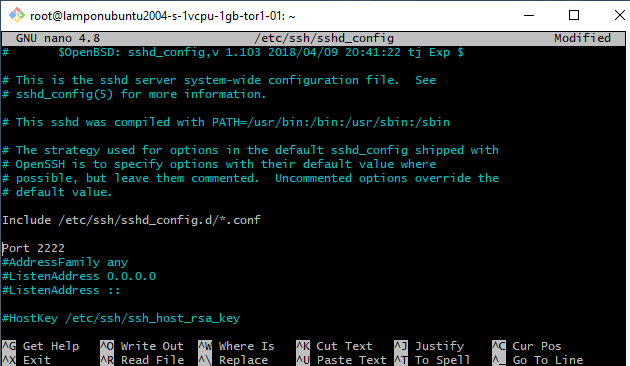 root@lamponubuntu2004-s-1vcpu-1gb-tor1-01: ~
GNU nano 4.8 /etc/ssh/sshd_config Modified
# $OpenBSD: sshd_config,v 1.103 2018/04/09 20:41:22 tj Exp $
# This is the sshd server system-wide configuration file. See
# sshd_config(5) for more information.
# This sshd was compiled with PATH=/usr/bin:/bin:/usr/sbin:/sbin
# The strategy used for options in the default sshd_config shipped with
# OpenSSH is to specify options with their default value where
# possible, but leave them commented. Uncommented options override the
# default value.
Include /etc/ssh/sshd_config.d/*.conf
Port 2222
#AddressFamily any
#ListenAddress 0.0.0.0
#ListenAddress ::
#HostKey /etc/ssh/ssh_host_rsa_key
^G Get Help ^O Write Out ^W Where Is ^K Cut Text ^J Justify ^C Cur Pos
^X Exit ^R Read File ^\ Replace ^U Paste Text ^T To Spell ^_ Go To Line